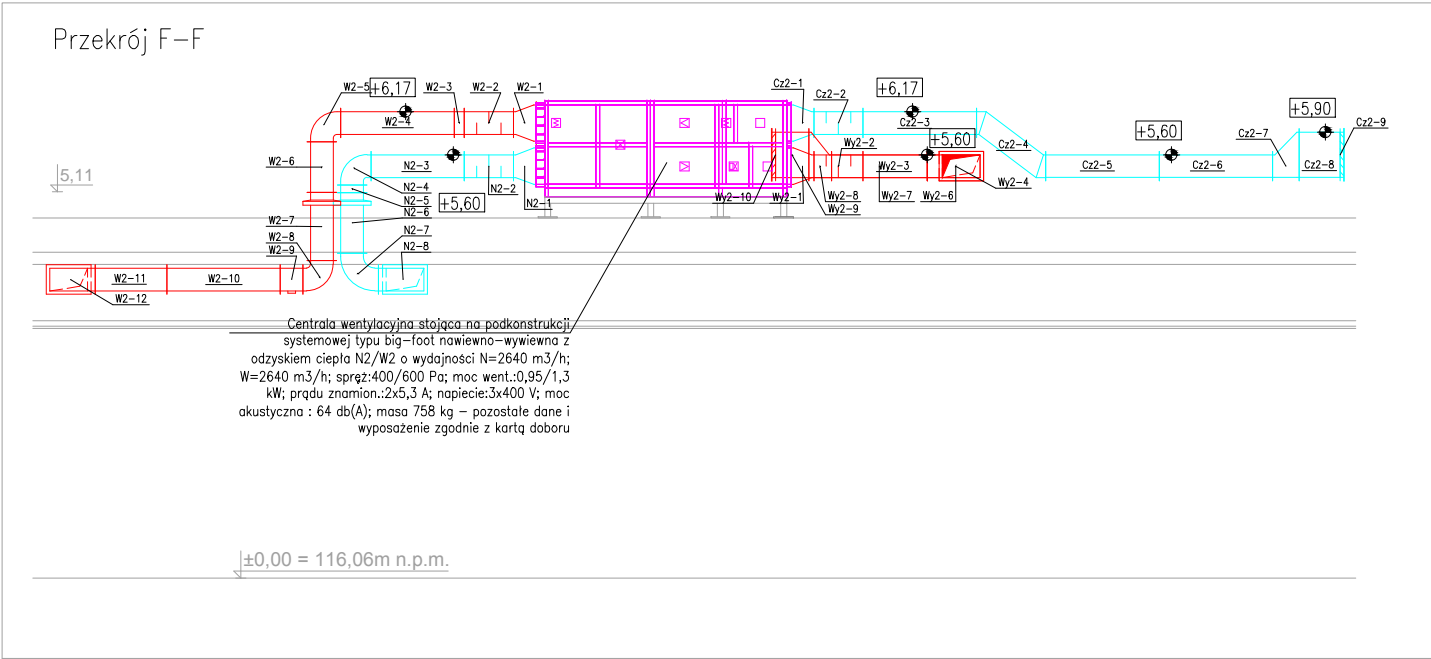 Przekrój F-F
W2-5
+6,17
W2-3
W2-2
W2-1
W2-4
Cz2-1
Cz2-2
+6,17
Cz2-3
+5,60
Cz2-4
+5,60
+5,90
Cz2-7
Cz2-9
W2-6
N2-3
N2-4
N2-5
N2-6
+5,60
N2-2
N2-1
Wy2-2
Wy2-3
Wy2-4
Cz2-5
Cz2-6
Cz2-8
Wy2-10
Wy2-1
Wy2-8
Wy2-9
Wy2-7
Wy2-6
5,11
W2-7
W2-8
W2-9
N2-7
N2-8
W2-11
W2-10
W2-12
Centrala wentylacyjna stojąca na podkonstrukcji
systemowej typu big-foot nawiewno-wywiewna z
odzyskiem ciepła N2/W2 o wydajności N=2640 m3/h;
W=2640 m3/h; spręż:400/600 Pa; moc went.:0,95/1,3
kW; prądu znamion.:2x5,3 A; napiecie:3x400 V; moc
akustyczna : 64 db(A); masa 758 kg – pozostałe dane i
wyposażenie zgodnie z kartą doboru
±0,00 = 116,06m n.p.m.